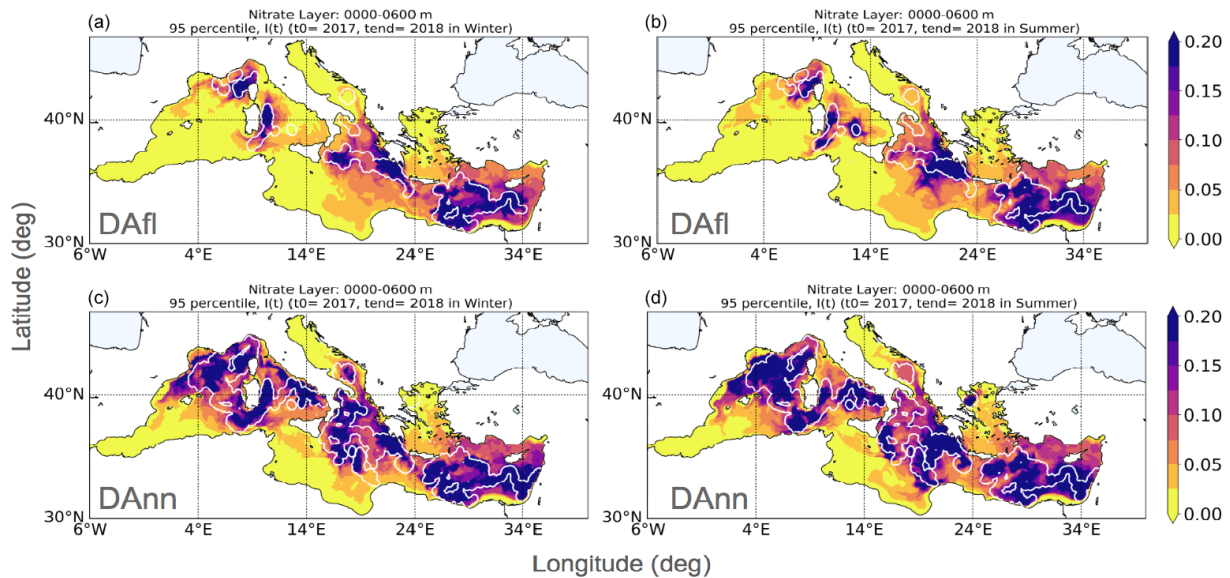 (a)
Nitrate Layer: 0000-0600 m
95 percentile, I(t) (t0= 2017, tend= 2018 in Winter)
(b)
Nitrate Layer: 0000-0600 m
95 percentile, I(t) (t0= 2017, tend= 2018 in Summer)
40°N
30°N
6°W
4°E
14°E
24°E
34°E
DAfl
40°N
30°N
6°W
4°E
14°E
24°E
34°E
DAfl
0.20
0.15
0.10
0.05
0.00
(c)
Nitrate Layer: 0000-0600 m
95 percentile, I(t) (t0= 2017, tend= 2018 in Winter)
(d)
Nitrate Layer: 0000-0600 m
95 percentile, I(t) (t0= 2017, tend= 2018 in Summer)
40°N
30°N
6°W
4°E
14°E
24°E
34°E
DAnn
40°N
30°N
6°W
4°E
14°E
24°E
34°E
DAnn
0.20
0.15
0.10
0.05
0.00
Latitude (deg)
Longitude (deg)